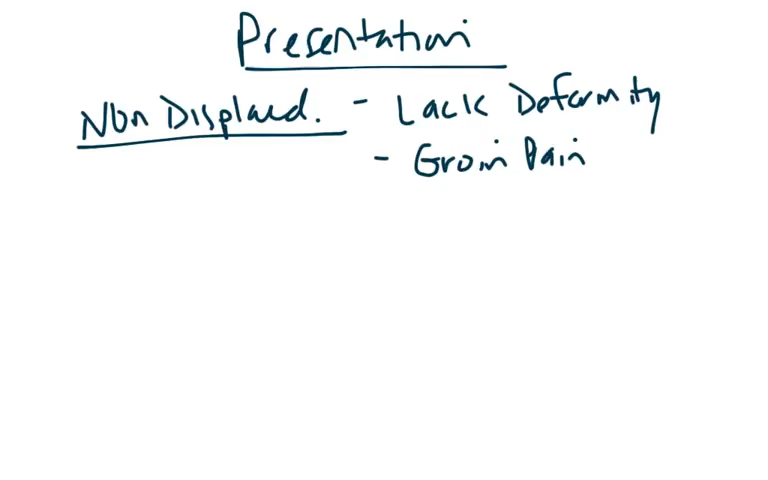 Presentation
Non Displaced. - Lack Deformity
- Groin Pain